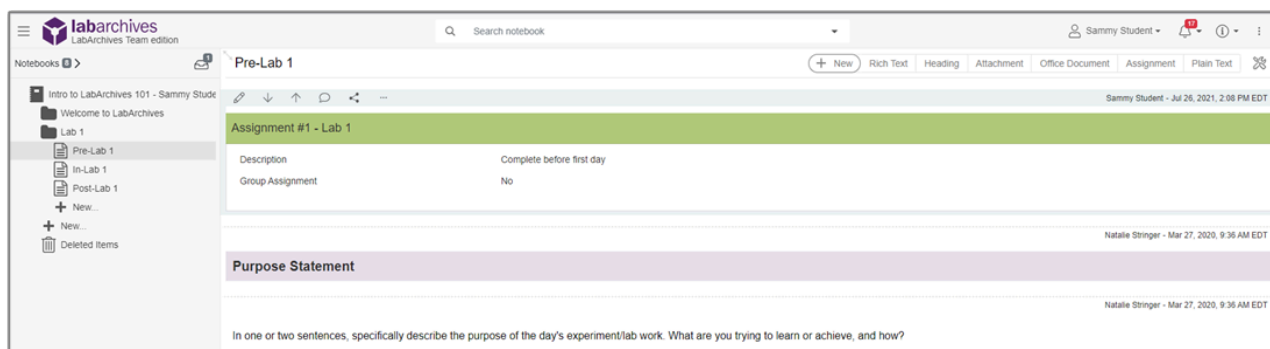 labarchives
LabArchives Team edition
Search notebook
Sammy Student
17
Notebooks 8
1
Pre-Lab 1
New Rich Text Heading Attachment Office Document Assignment Plain Text
Intro to LabArchives 101 - Sammy Stude
Welcome to LabArchives
Lab 1
Pre-Lab 1
In-Lab 1
Post-Lab 1
New...
New...
Deleted Items
Sammy Student - Jul 26, 2021, 2:08 PM EDT
Assignment #1 - Lab 1
Description Complete before first day
Group Assignment No
Natalie Stringer - Mar 27, 2020, 9:36 AM EDT
Purpose Statement
Natalie Stringer - Mar 27, 2020, 9:36 AM EDT
In one or two sentences, specifically describe the purpose of the day's experiment/lab work. What are you trying to learn or achieve, and how?